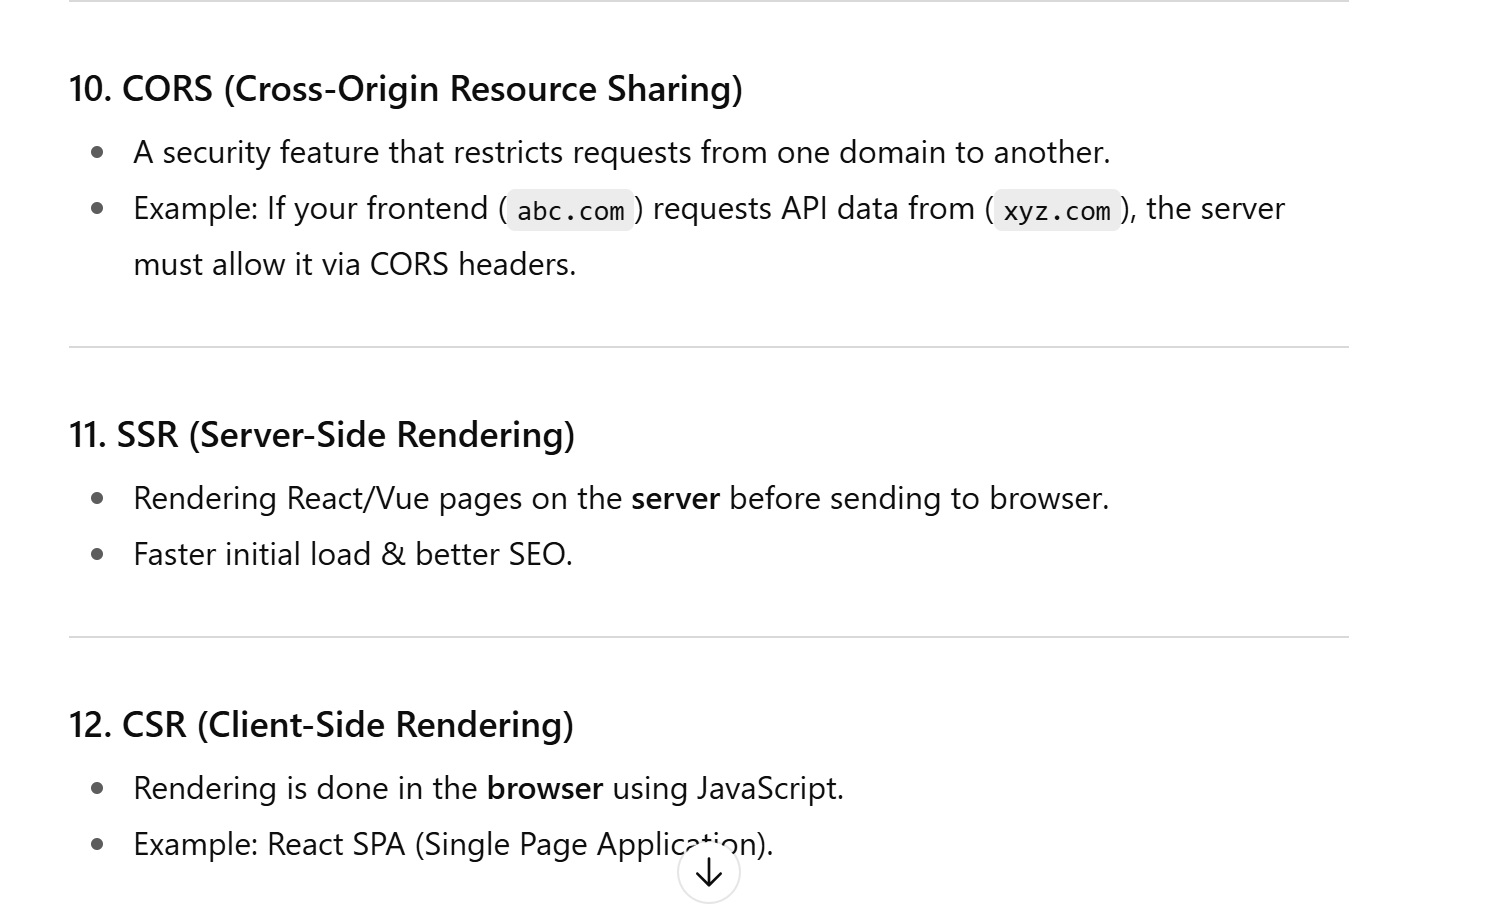 10. CORS (Cross-Origin Resource Sharing)
A security feature that restricts requests from one domain to another.
Example: If your frontend (abc.com) requests API data from (xyz.com), the server
must allow it via CORS headers.
11. SSR (Server-Side Rendering)
Rendering React/Vue pages on the server before sending to browser.
Faster initial load & better SEO.
12. CSR (Client-Side Rendering)
Rendering is done in the browser using JavaScript.
Example: React SPA (Single Page Application).